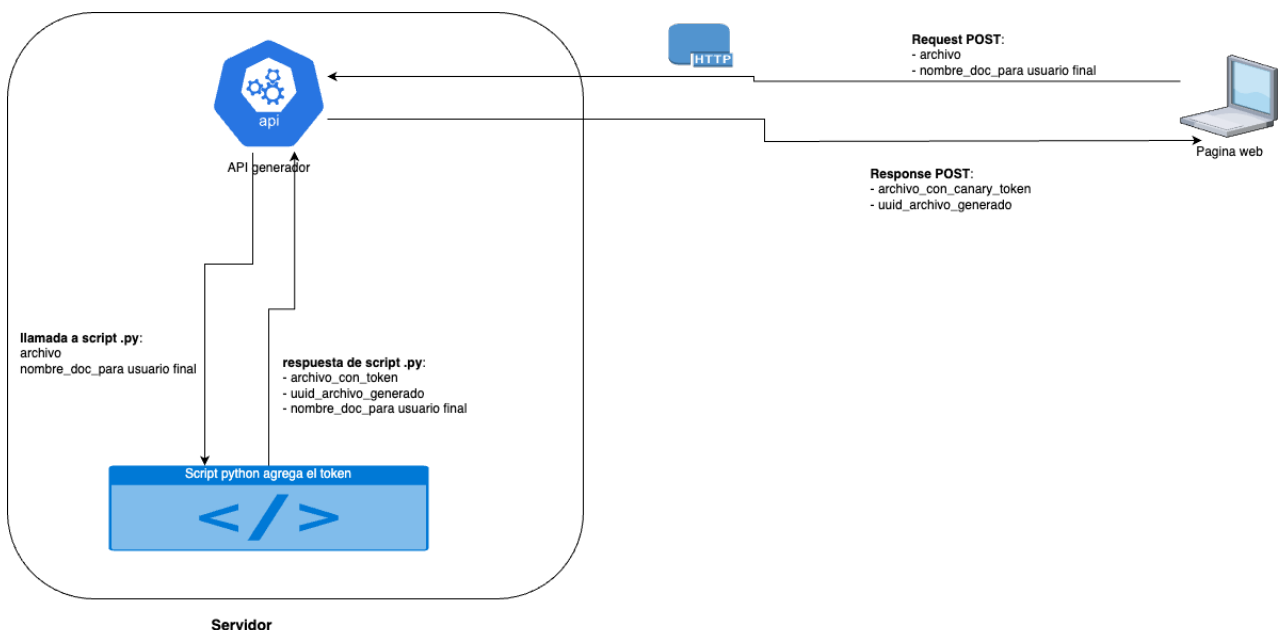 HTTP
Request POST:
- archivo
- nombre_doc_para usuario final
api
API generador
Pagina web
Response POST:
- archivo_con_canary_token
- uuid_archivo_generado
llamada a script .py:
archivo
nombre_doc_para usuario final
respuesta de script .py:
- archivo_con_token
- uuid_archivo_generado
- nombre_doc_para usuario final
Script python agrega el token
</>
Servidor